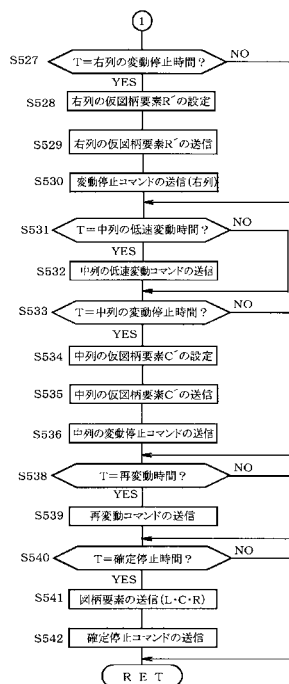 1
S527
T=右列の変動停止時間?
NO
YES
S528
右列の仮図柄要素R´の設定
S529
右列の仮図柄要素R´の送信
S530
変動停止コマンドの送信(右列)
S531
T=中列の低速変動時間?
NO
YES
S532
中列の低速変動コマンドの送信
S533
T=中列の変動停止時間?
NO
YES
S534
中列の仮図柄要素C´の設定
S535
中列の仮図柄要素C´の送信
S536
中列の変動停止コマンドの送信
S538
T=再変動時間?
NO
YES
S539
再変動コマンドの送信
S540
T=確定停止時間?
NO
YES
S541
図柄要素の送信(L・C・R)
S542
確定停止コマンドの送信
RET